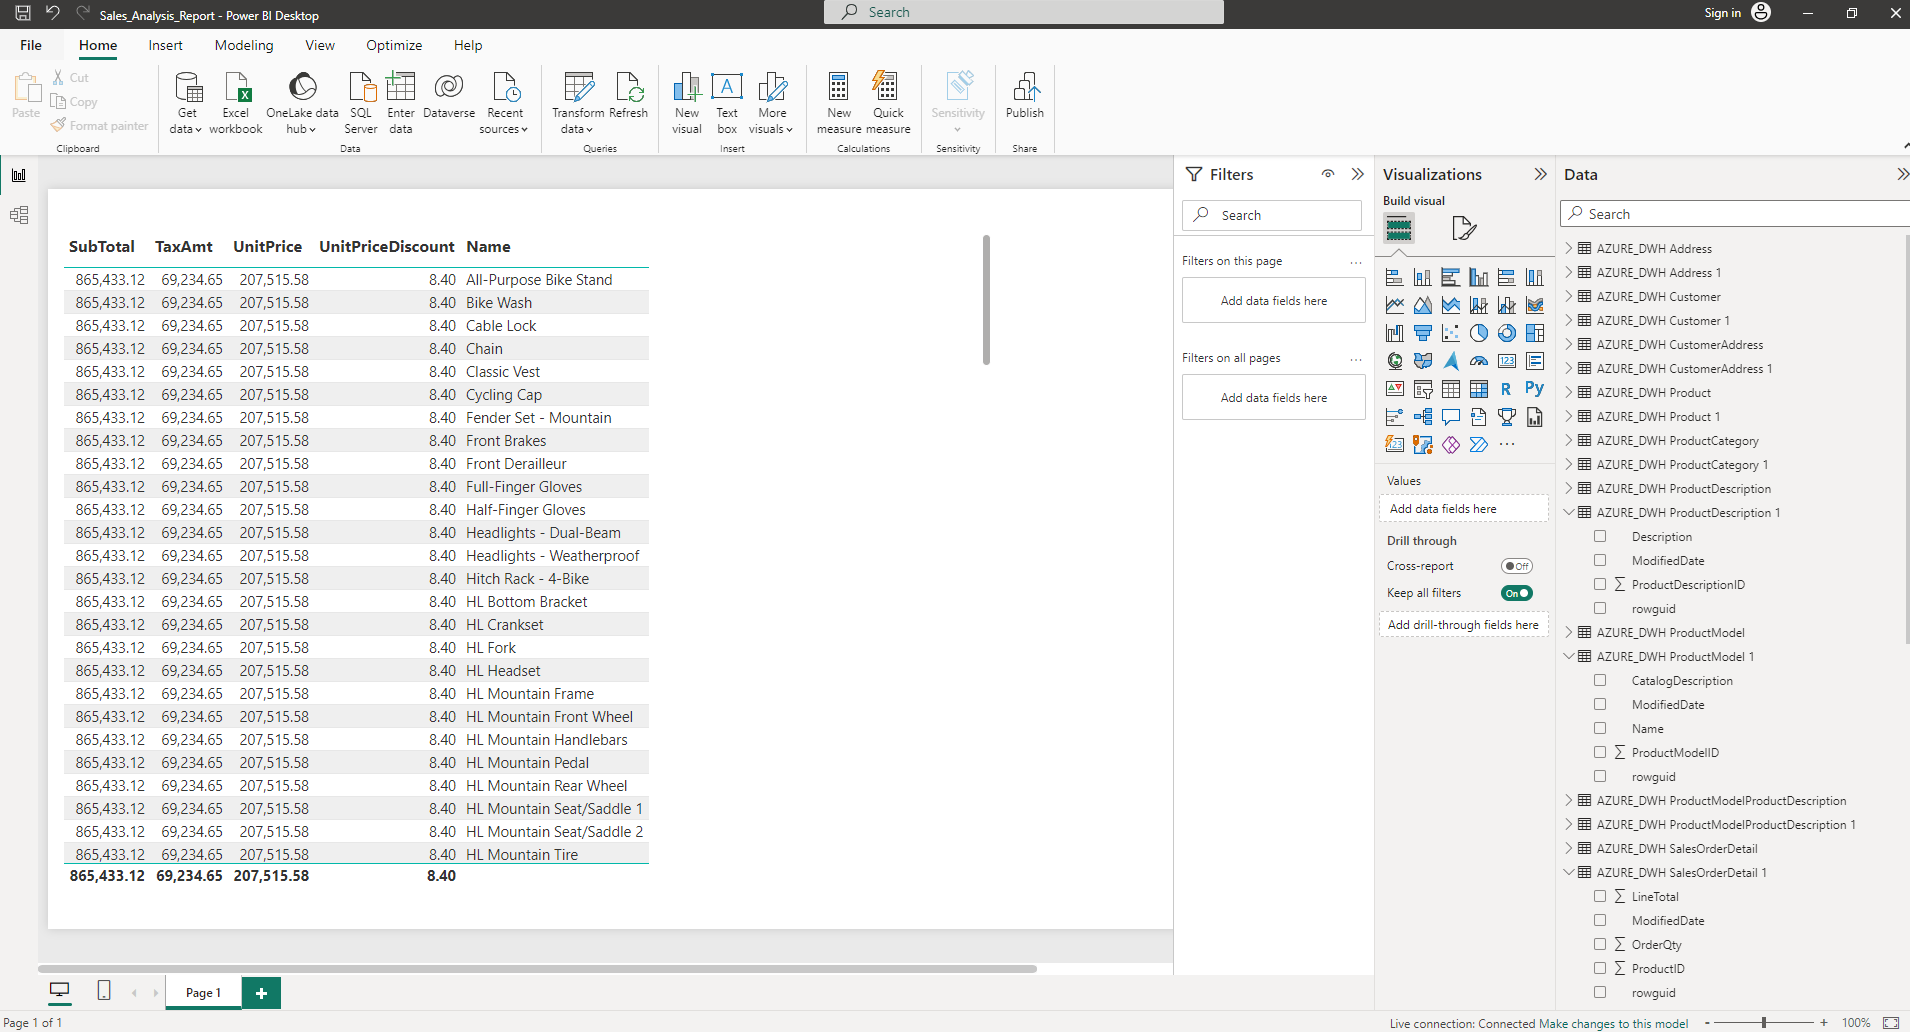 Sales_Analysis_Report - Power BI Desktop
Search
Sign in
File
Home
Insert
Modeling
View
Optimize
Help
Paste
Cut
Copy
Format painter
Clipboard
Get data
Excel workbook
OneLake data hub
SQL Server
Enter data
Dataverse
Recent sources
Data
Transform data
Refresh
Queries
New visual
Text box
More visuals
Insert
New measure
Quick measure
Calculations
Sensitivity
Sensitivity
Publish
Share
SubTotal TaxAmt UnitPrice UnitPriceDiscount Name
865,433.12 69,234.65 207,515.58 8.40 All-Purpose Bike Stand
865,433.12 69,234.65 207,515.58 8.40 Bike Wash
865,433.12 69,234.65 207,515.58 8.40 Cable Lock
865,433.12 69,234.65 207,515.58 8.40 Chain
865,433.12 69,234.65 207,515.58 8.40 Classic Vest
865,433.12 69,234.65 207,515.58 8.40 Cycling Cap
865,433.12 69,234.65 207,515.58 8.40 Fender Set - Mountain
865,433.12 69,234.65 207,515.58 8.40 Front Brakes
865,433.12 69,234.65 207,515.58 8.40 Front Derailleur
865,433.12 69,234.65 207,515.58 8.40 Full-Finger Gloves
865,433.12 69,234.65 207,515.58 8.40 Half-Finger Gloves
865,433.12 69,234.65 207,515.58 8.40 Headlights - Dual-Beam
865,433.12 69,234.65 207,515.58 8.40 Headlights - Weatherproof
865,433.12 69,234.65 207,515.58 8.40 Hitch Rack - 4-Bike
865,433.12 69,234.65 207,515.58 8.40 HL Bottom Bracket
865,433.12 69,234.65 207,515.58 8.40 HL Crankset
865,433.12 69,234.65 207,515.58 8.40 HL Fork
865,433.12 69,234.65 207,515.58 8.40 HL Headset
865,433.12 69,234.65 207,515.58 8.40 HL Mountain Frame
865,433.12 69,234.65 207,515.58 8.40 HL Mountain Front Wheel
865,433.12 69,234.65 207,515.58 8.40 HL Mountain Handlebars
865,433.12 69,234.65 207,515.58 8.40 HL Mountain Pedal
865,433.12 69,234.65 207,515.58 8.40 HL Mountain Rear Wheel
865,433.12 69,234.65 207,515.58 8.40 HL Mountain Seat/Saddle 1
865,433.12 69,234.65 207,515.58 8.40 HL Mountain Seat/Saddle 2
865,433.12 69,234.65 207,515.58 8.40 HL Mountain Tire
865,433.12 69,234.65 207,515.58 8.40
Filters
Search
Filters on this page
Add data fields here
Filters on all pages
Add data fields here
Visualizations
Build visual
123
R
Py
123
Values
Add data fields here
Drill through
Cross-report Off
Keep all filters On
Add drill-through fields here
Data
Search
AZURE_DWH Address
AZURE_DWH Address 1
AZURE_DWH Customer
AZURE_DWH Customer 1
AZURE_DWH CustomerAddress
AZURE_DWH CustomerAddress 1
AZURE_DWH Product
AZURE_DWH Product 1
AZURE_DWH ProductCategory
AZURE_DWH ProductCategory 1
AZURE_DWH ProductDescription
AZURE_DWH ProductDescription 1
Description
ModifiedDate
∑ ProductDescriptionID
rowguid
AZURE_DWH ProductModel
AZURE_DWH ProductModel 1
CatalogDescription
ModifiedDate
Name
∑ ProductModelID
rowguid
AZURE_DWH ProductModelProductDescription
AZURE_DWH ProductModelProductDescription 1
AZURE_DWH SalesOrderDetail
AZURE_DWH SalesOrderDetail 1
∑ LineTotal
ModifiedDate
∑ OrderQty
∑ ProductID
rowguid
Page 1
Page 1 of 1
Live connection: Connected Make changes to this model
- + 100%